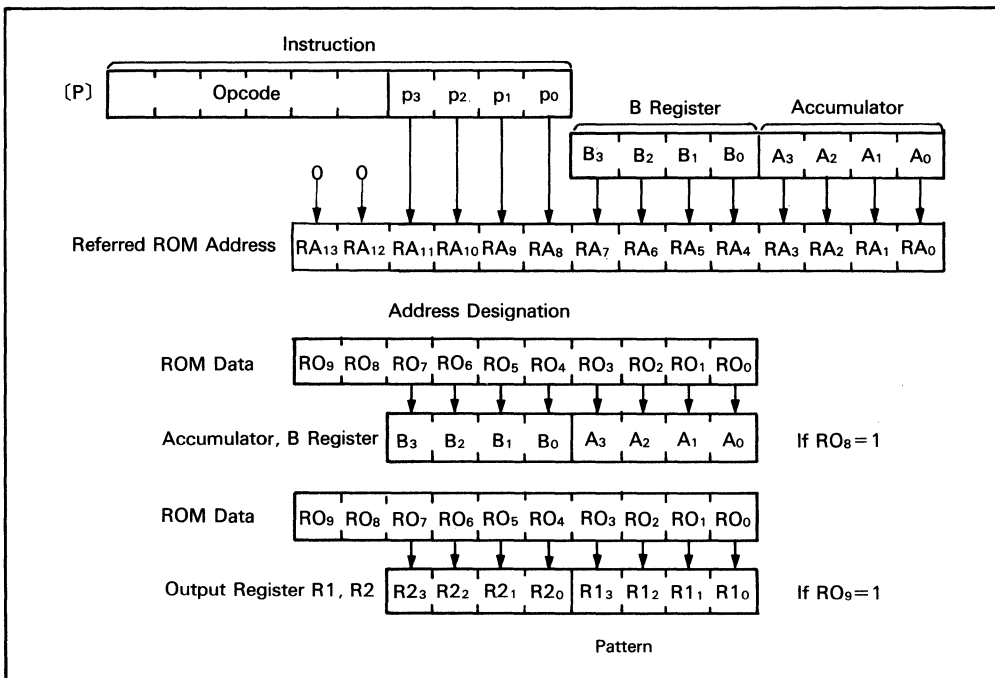 Instruction
[P] Opcode p3 p2 p1 p0
B Register Accumulator
B3 B2 B1 B0 A3 A2 A1 A0
0 0
Referred ROM Address RA13 RA12 RA11 RA10 RA9 RA8 RA7 RA6 RA5 RA4 RA3 RA2 RA1 RA0
Address Designation
ROM Data RO9 RO8 RO7 RO6 RO5 RO4 RO3 RO2 RO1 RO0
Accumulator, B Register B3 B2 B1 B0 A3 A2 A1 A0 If RO8=1
ROM Data RO9 RO8 RO7 RO6 RO5 RO4 RO3 RO2 RO1 RO0
Output Register R1, R2 R23 R22 R21 R20 R13 R12 R11 R10 If RO9=1
Pattern